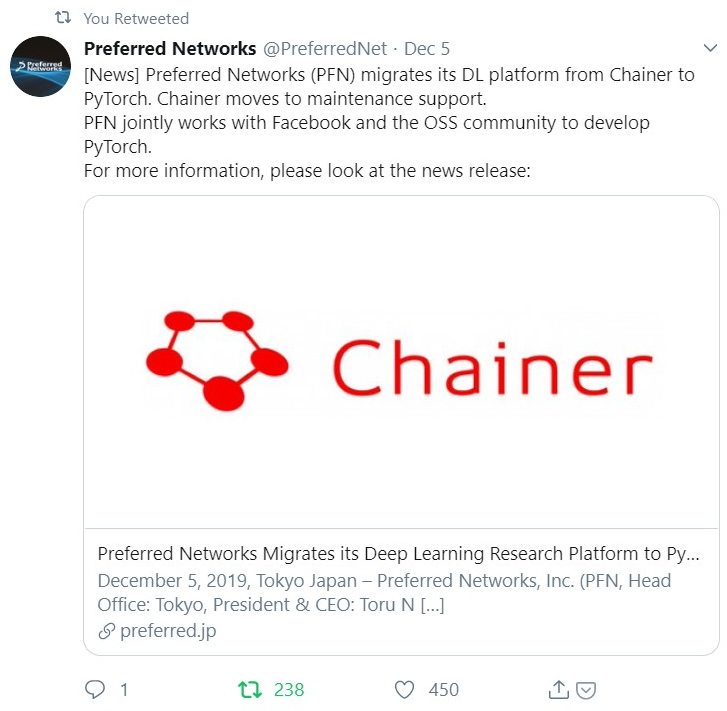 You Retweeted
Preferred Networks
Preferred Networks @PreferredNet · Dec 5
[News] Preferred Networks (PFN) migrates its DL platform from Chainer to
PyTorch. Chainer moves to maintenance support.
PFN jointly works with Facebook and the OSS community to develop
PyTorch.
For more information, please look at the news release:
Chainer
Preferred Networks Migrates its Deep Learning Research Platform to Py...
December 5, 2019, Tokyo Japan – Preferred Networks, Inc. (PFN, Head
Office: Tokyo, President & CEO: Toru N [...]
preferred.jp
1 238 450